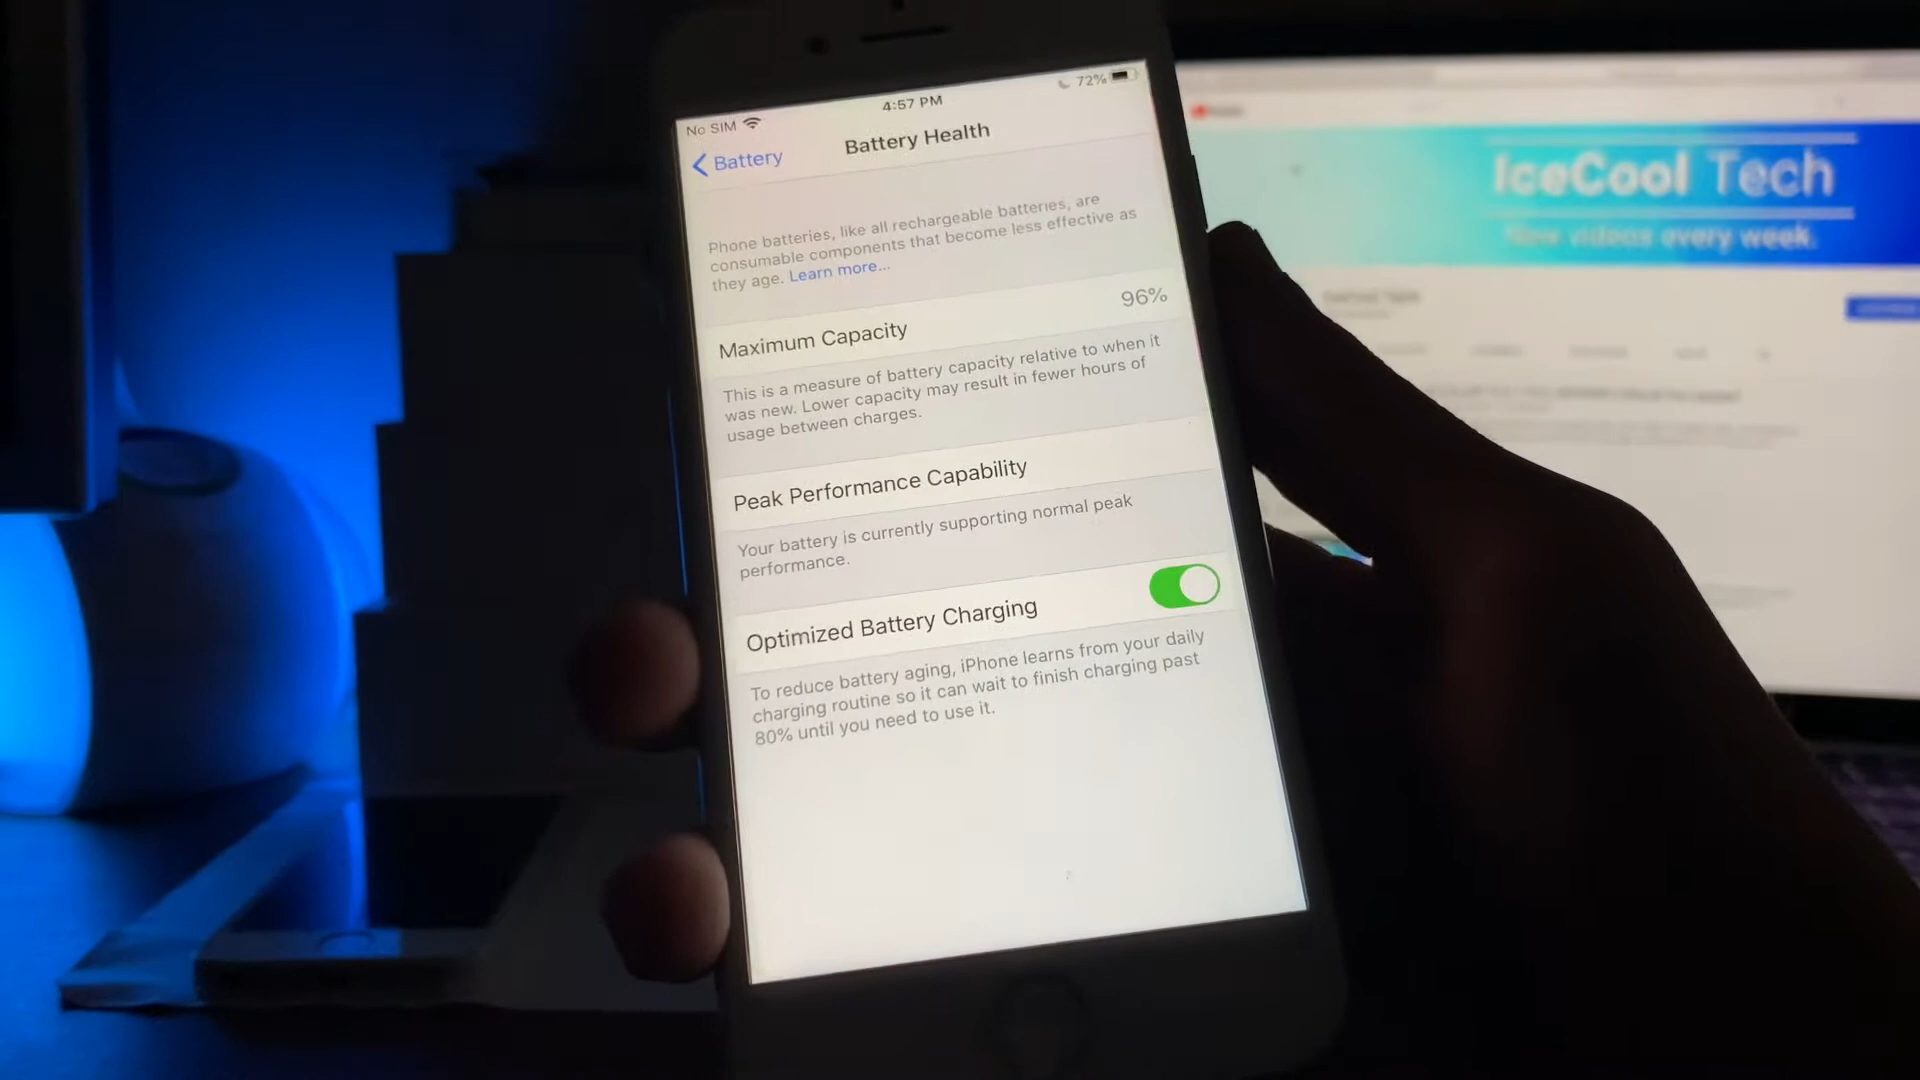 No SIM
4:57 PM
72%
Battery
Battery Health
Phone batteries, like all rechargeable batteries, are
consumable components that become less effective as
they age. Learn more...
Maximum Capacity
96%
This is a measure of battery capacity relative to when it
was new. Lower capacity may result in fewer hours of
usage between charges.
Peak Performance Capability
Your battery is currently supporting normal peak
performance.
Optimized Battery Charging
To reduce battery aging, iPhone learns from your daily
charging routine so it can wait to finish charging past
80% until you need to use it.
IceCool Tech
New videos every week.